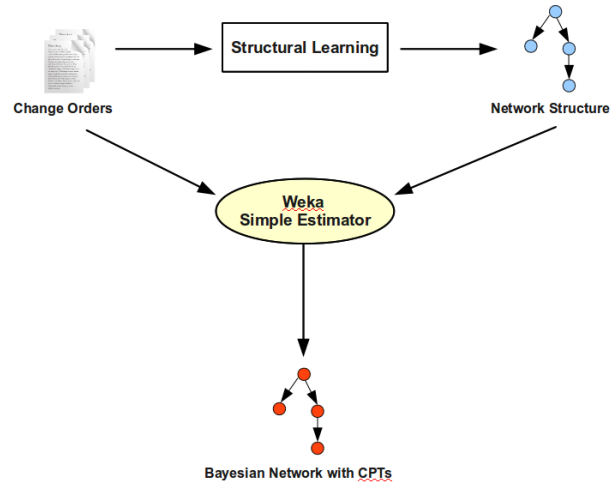 Structural Learning
Change Orders
Network Structure
Weka
Simple Estimator
Bayesian Network with CPTs